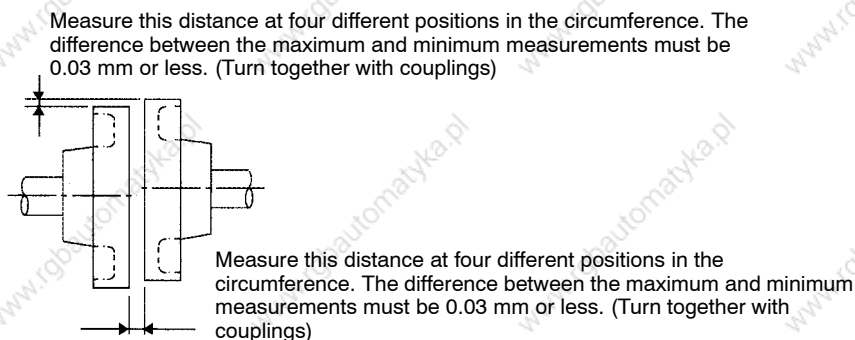 Measure this distance at four different positions in the circumference. The
difference between the maximum and minimum measurements must be
0.03 mm or less. (Turn together with couplings)
www.rgbautomatyka.pl
Measure this distance at four different positions in the
circumference. The difference between the maximum and minimum
measurements must be 0.03 mm or less. (Turn together with
couplings)